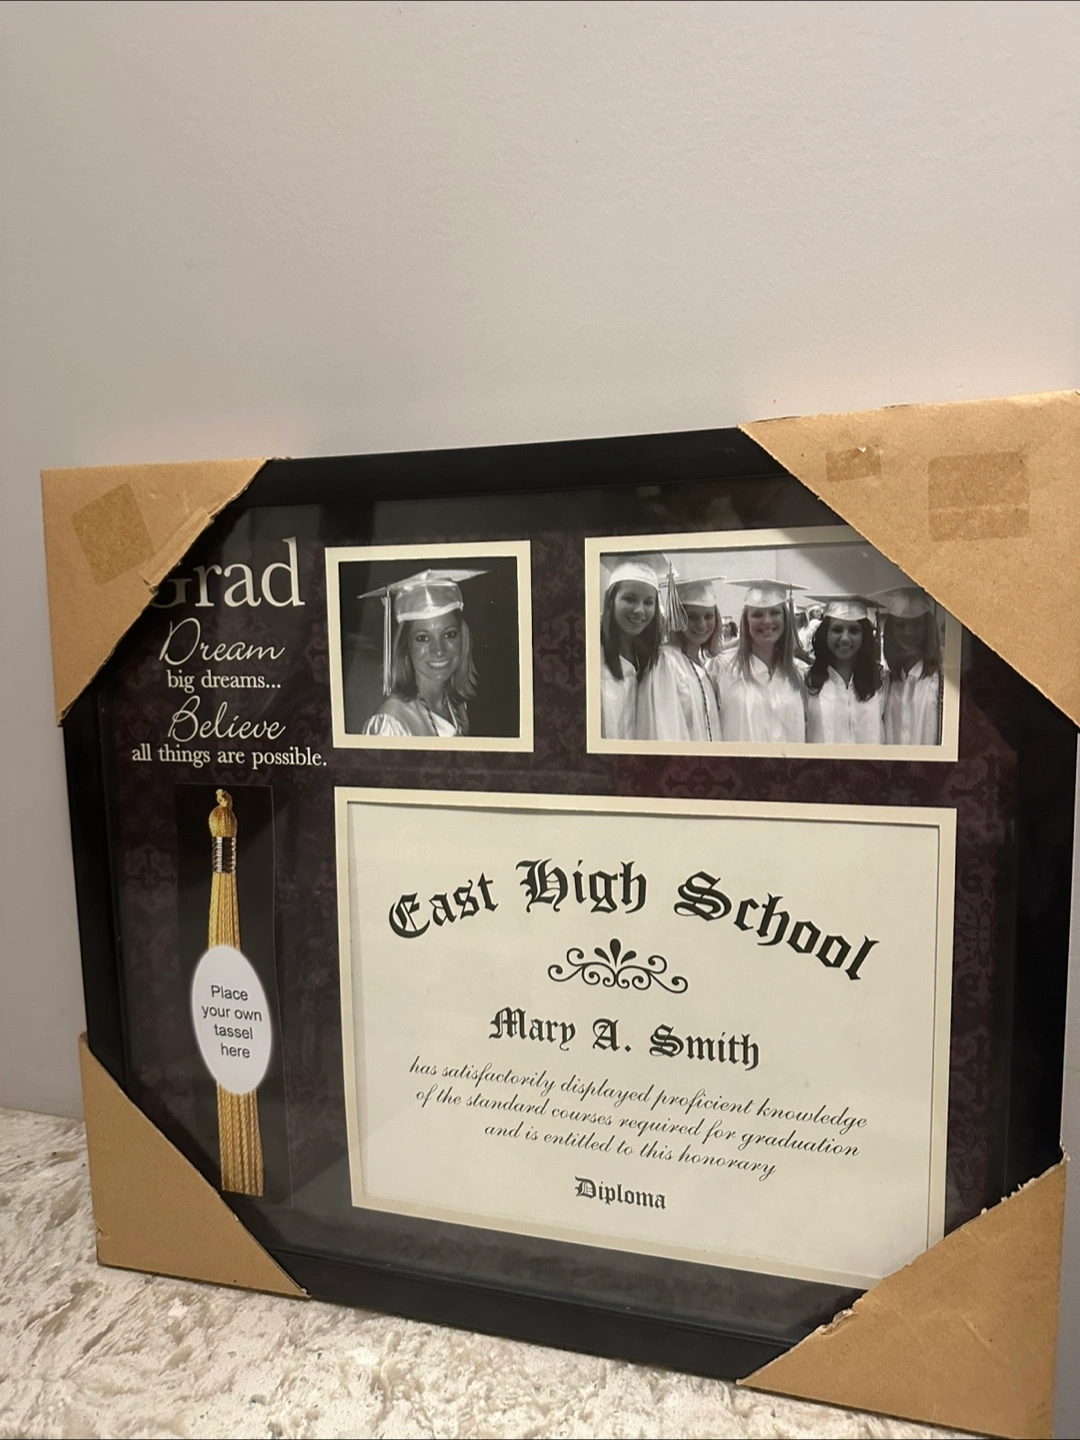 Grad
Dream
big dreams...
Believe
all things are possible.
Place
your own
tassel
here
East High School
Mary A. Smith
has satisfactorily displayed proficient knowledge
of the standard courses required for graduation
and is entitled to this honorary
Diploma